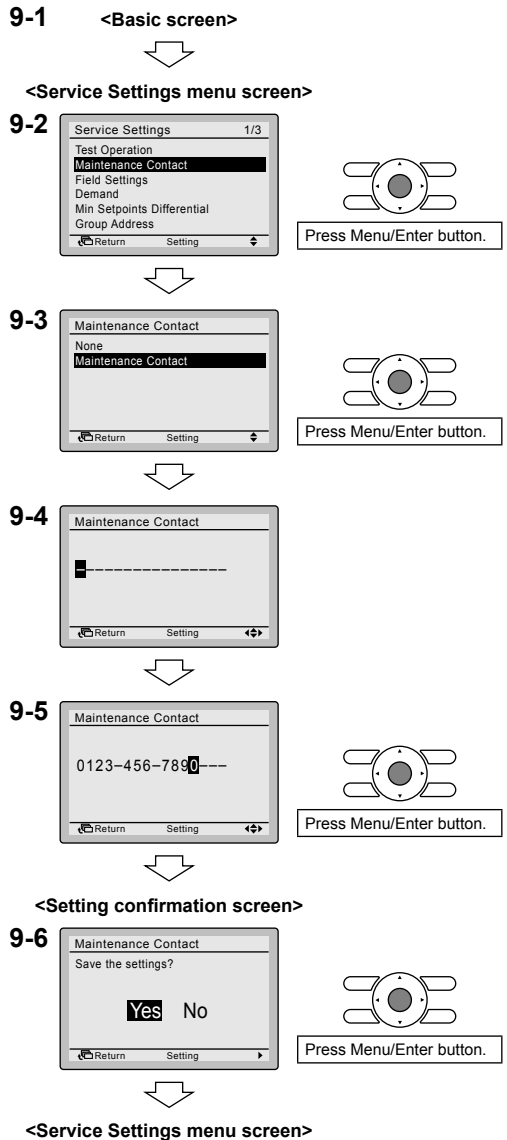 9-1 <Basic screen>
<Service Settings menu screen>
9-2
Service Settings 1/3
Test Operation
Maintenance Contact
Field Settings
Demand
Min Setpoints Differential
Group Address
Return Setting
Press Menu/Enter button.
9-3
Maintenance Contact
None
Maintenance Contact
Return Setting
Press Menu/Enter button.
9-4
Maintenance Contact
––––––––––––––––
Return Setting
9-5
Maintenance Contact
0123–456–7890–––
Return Setting
Press Menu/Enter button.
<Setting confirmation screen>
9-6
Maintenance Contact
Save the settings?
Yes No
Return Setting
Press Menu/Enter button.
<Service Settings menu screen>